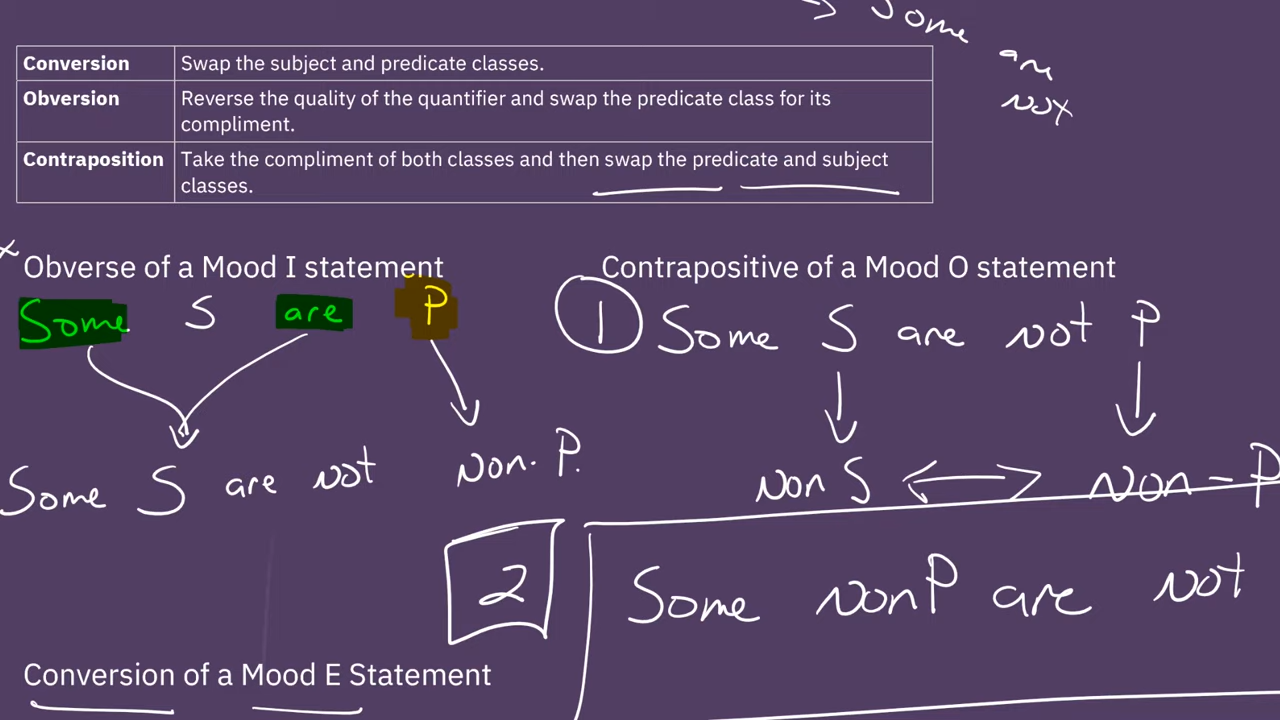 Some
are
not
Conversion Swap the subject and predicate classes.
Obversion Reverse the quality of the quantifier and swap the predicate class for its
compliment.
Contraposition Take the compliment of both classes and then swap the predicate and subject
classes.
Obverse of a Mood I statement
Some S are P
Some S are not Non-P.
Contrapositive of a Mood O statement
1 Some S are not P
Non S Non-P
2 Some Non P are not
Conversion of a Mood E Statement